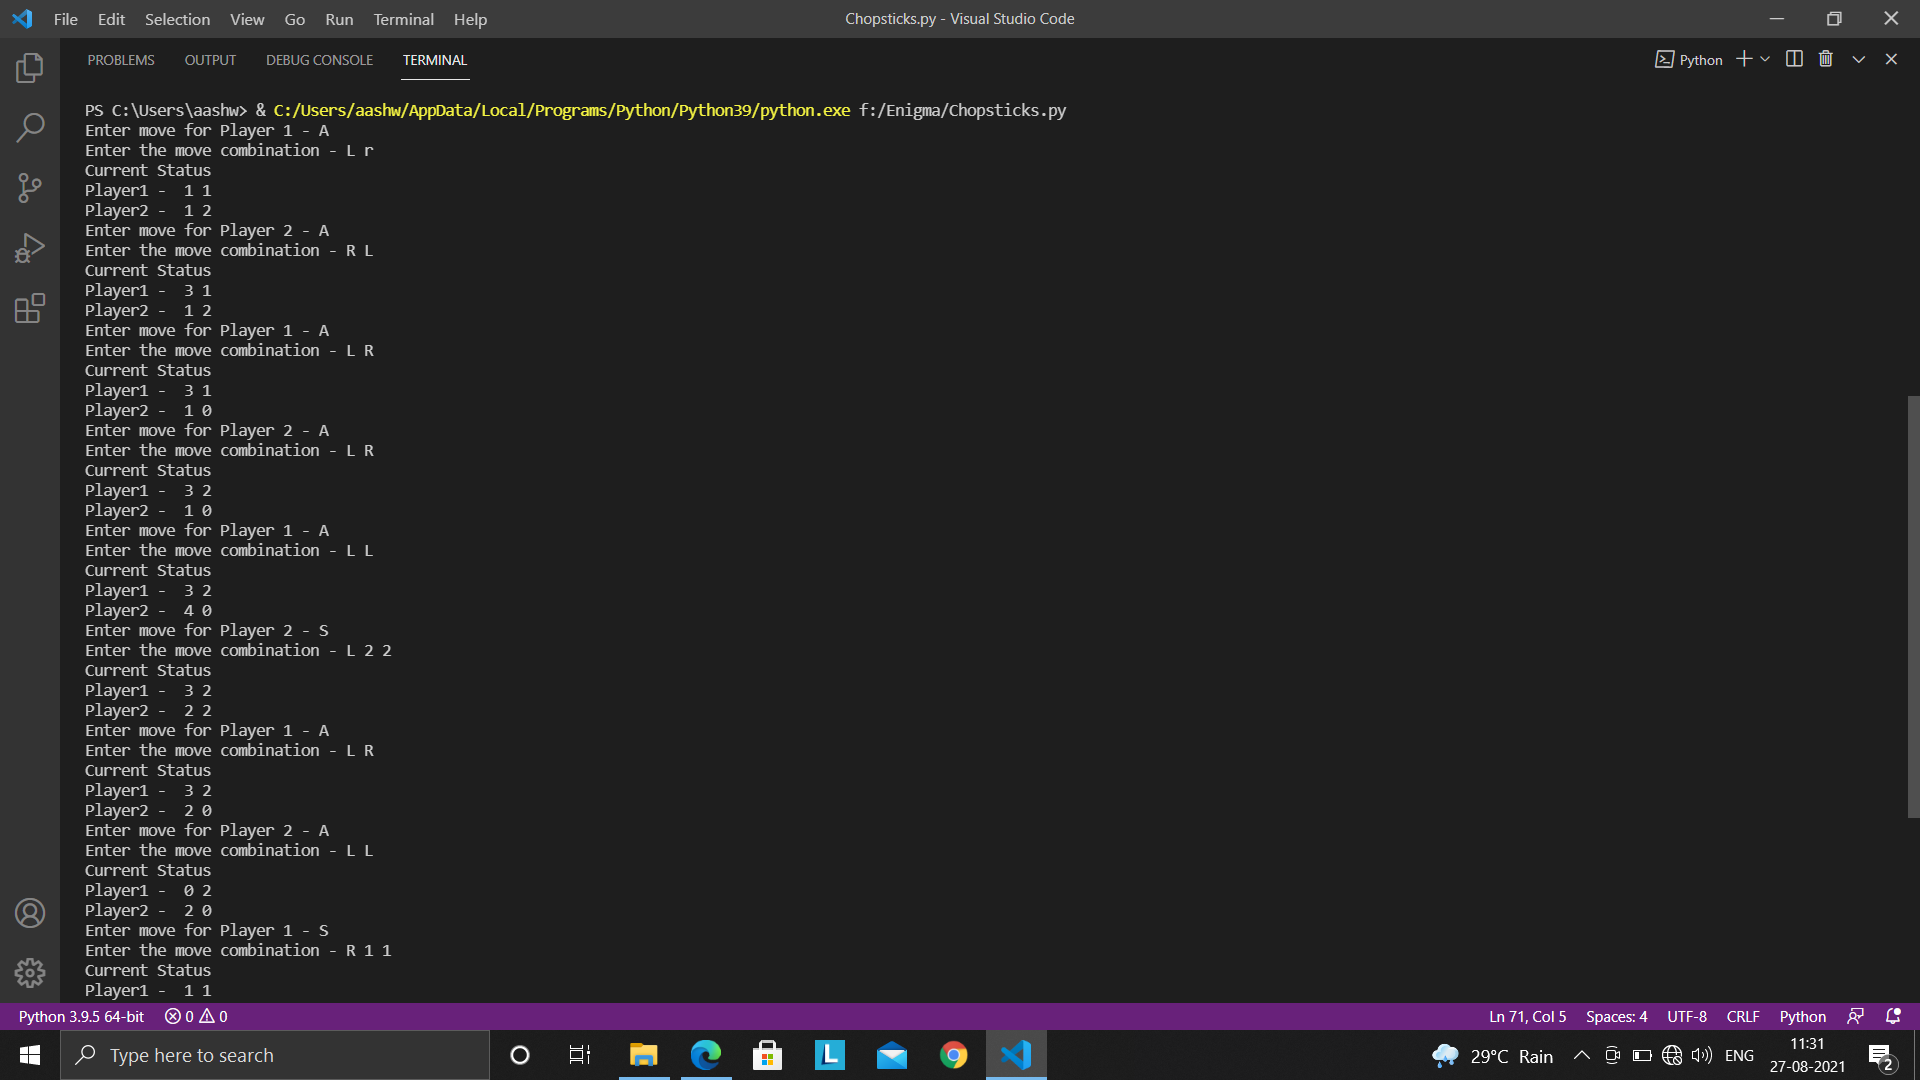 File Edit Selection View Go Run Terminal Help
Chopsticks.py - Visual Studio Code
PROBLEMS OUTPUT DEBUG CONSOLE TERMINAL
Python
PS C:\Users\aashw> & C:/Users/aashw/AppData/Local/Programs/Python/Python39/python.exe f:/Enigma/Chopsticks.py
Enter move for Player 1 - A
Enter the move combination - L r
Current Status
Player1 -  1 1
Player2 -  1 2
Enter move for Player 2 - A
Enter the move combination - R L
Current Status
Player1 -  3 1
Player2 -  1 2
Enter move for Player 1 - A
Enter the move combination - L R
Current Status
Player1 -  3 1
Player2 -  1 0
Enter move for Player 2 - A
Enter the move combination - L R
Current Status
Player1 -  3 2
Player2 -  1 0
Enter move for Player 1 - A
Enter the move combination - L L
Current Status
Player1 -  3 2
Player2 -  4 0
Enter move for Player 2 - S
Enter the move combination - L 2 2
Current Status
Player1 -  3 2
Player2 -  2 2
Enter move for Player 1 - A
Enter the move combination - L R
Current Status
Player1 -  3 2
Player2 -  2 0
Enter move for Player 2 - A
Enter the move combination - L L
Current Status
Player1 -  0 2
Player2 -  2 0
Enter move for Player 1 - S
Enter the move combination - R 1 1
Current Status
Player1 -  1 1
Python 3.9.5 64-bit 0 0
Ln 71, Col 5 Spaces: 4 UTF-8 CRLF Python
Type here to search
L
29°C Rain
ENG
11:31
27-08-2021
2